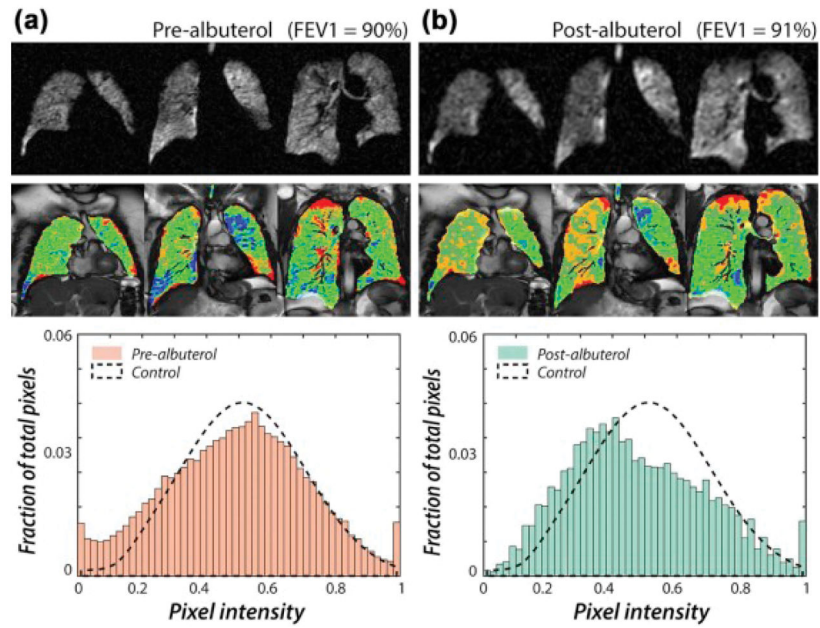 (a)
Pre-albuterol (FEV1 = 90%)
0.06
Pre-albuterol
Control
Fraction of total pixels
0.03
0
0 0.2 0.4 0.6 0.8 1
Pixel intensity
(b)
Post-albuterol (FEV1 = 91%)
0.06
Post-albuterol
Control
Fraction of total pixels
0.03
0
0 0.2 0.4 0.6 0.8 1
Pixel intensity